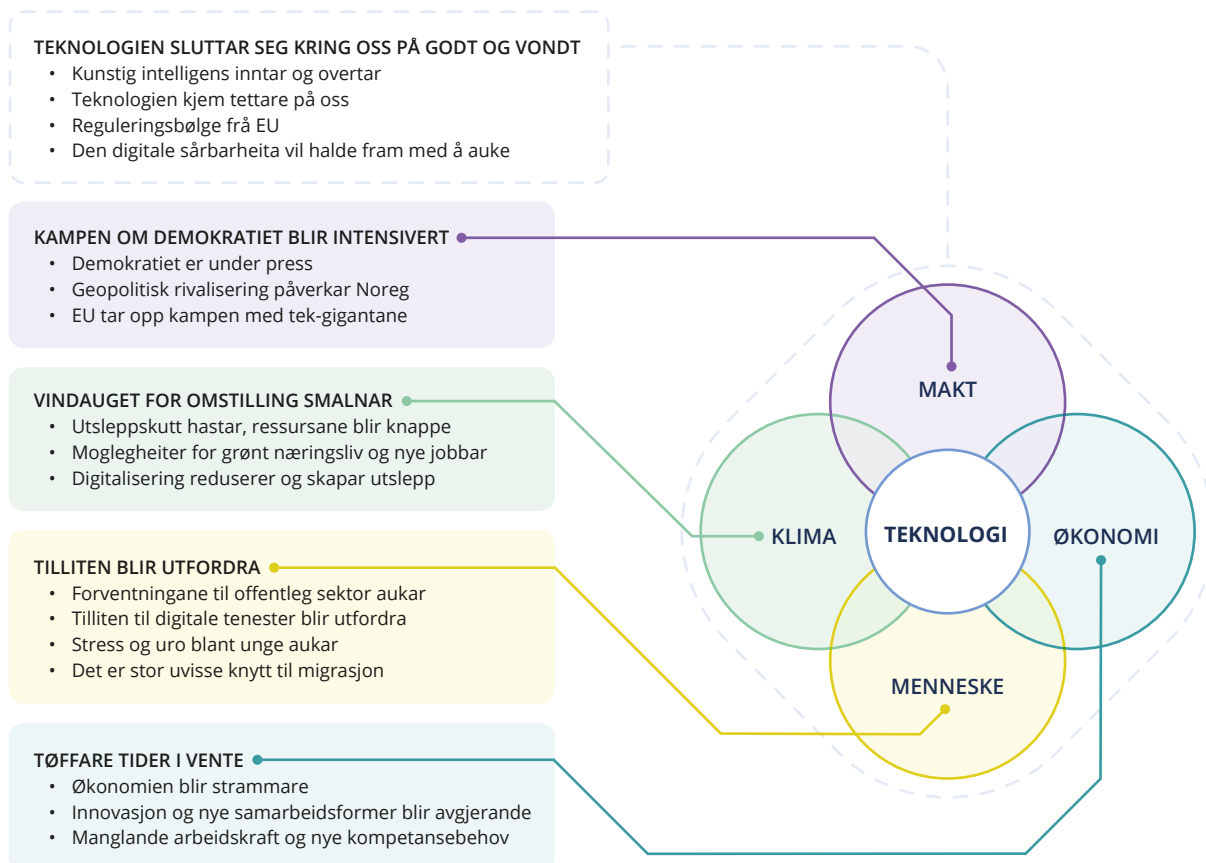 TEKNOLOGIEN SLUTTAR SEG KRING OSS PÅ GODT OG VONDT
• Kunstig intelligens inntar og overtar
• Teknologien kjem tettare på oss
• Reguleringsbølge frå EU
• Den digitale sårbarheita vil halde fram med å auke
KAMPEN OM DEMOKRATIET BLIR INTENSIVERT
• Demokratiet er under press
• Geopolitisk rivalisering påverkar Noreg
• EU tar opp kampen med tek-gigantane
VINDAUGET FOR OMSTILLING SMALNAR
• Utsleppskutt hastar, ressursane blir knappe
• Moglegheiter for grønt næringsliv og nye jobbar
• Digitalisering reduserer og skapar utslepp
TILLITEN BLIR UTFORDRA
• Forventningane til offentleg sektor aukar
• Tilliten til digitale tenester blir utfordra
• Stress og uro blant unge aukar
• Det er stor uvisse knytt til migrasjon
TØFFARE TIDER I VENTE
• Økonomien blir strammare
• Innovasjon og nye samarbeidsformer blir avgjerande
• Manglande arbeidskraft og nye kompetansebehov
MAKT
KLIMA
TEKNOLOGI
ØKONOMI
MENNESKE